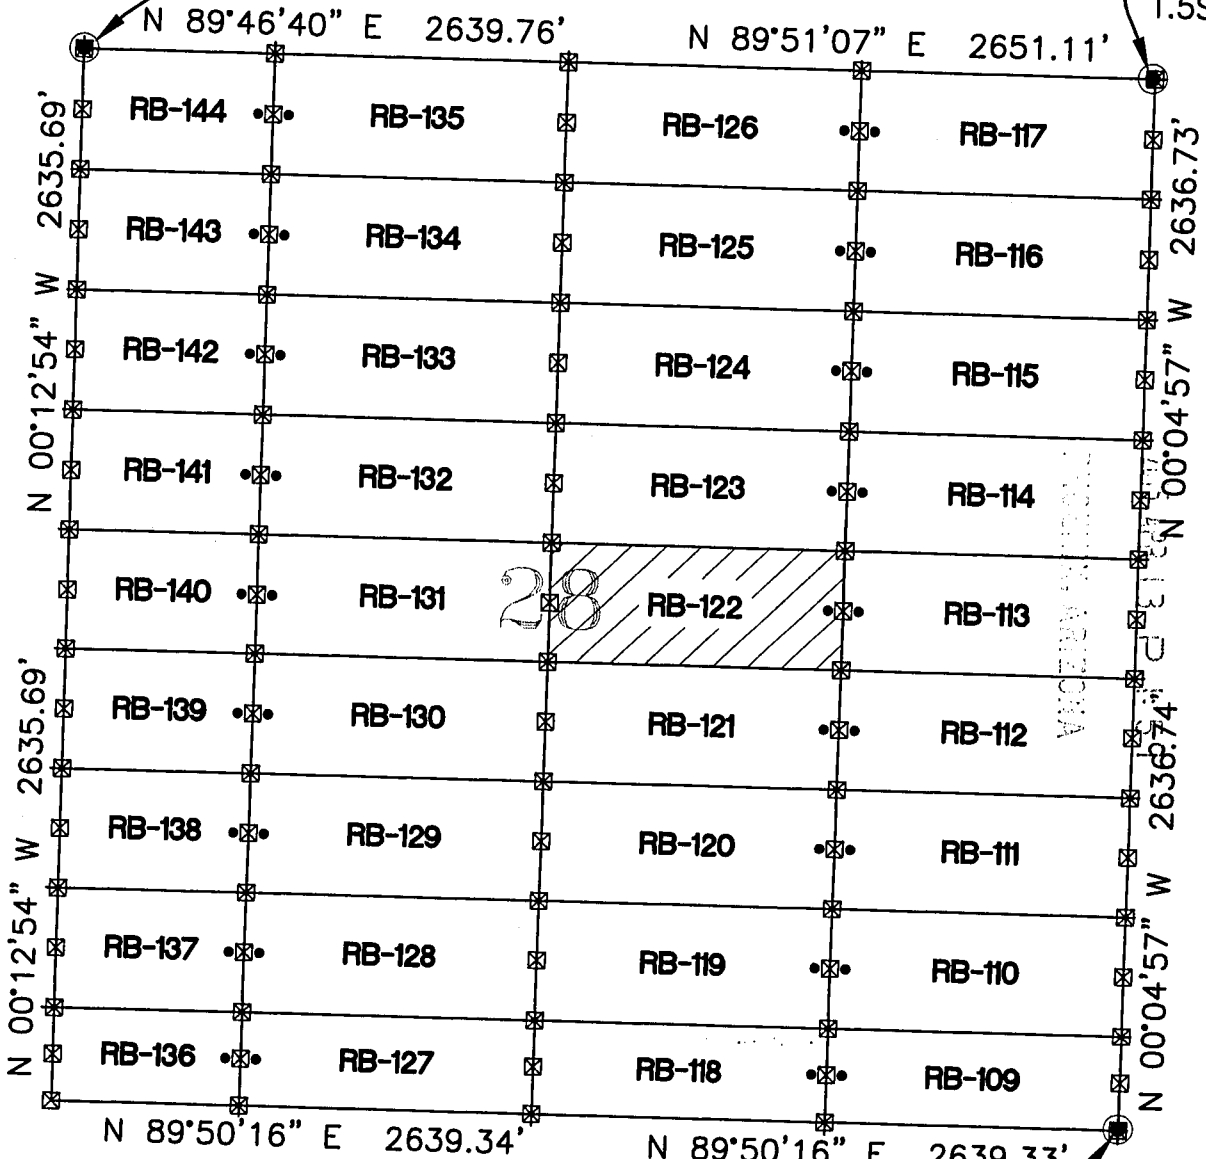 1.5S
N 89°46'40" E 2639.76'
N 89°51'07" E 2651.11'
N 00°12'54" W 2635.69'
N 00°12'54" W 2635.69'
N 00°04'57" W 2636.73'
N 00°04'57" W 2636.74'
RB-144 RB-135 RB-126 RB-117
RB-143 RB-134 RB-125 RB-116
RB-142 RB-133 RB-124 RB-115
RB-141 RB-132 RB-123 RB-114
28
RB-140 RB-131 RB-122 RB-113
RB-139 RB-130 RB-121 RB-112
RB-138 RB-129 RB-120 RB-111
RB-137 RB-128 RB-119 RB-110
RB-136 RB-127 RB-118 RB-109
ARIZONA
N 89°50'16" E 2639.34'
N 89°50'16" E 2639.33'